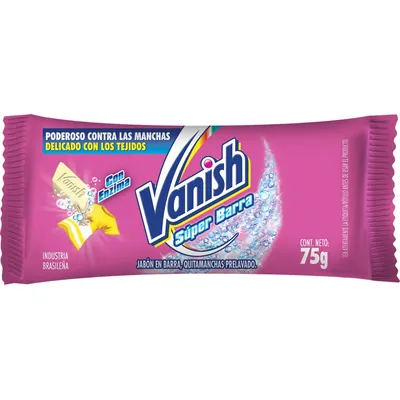 PODEROSO CONTRA LAS MANCHAS
DELICADO CON LOS TEJIDOS
Con
Enzima
Vanish
Vanish
Súper Barra
INDUSTRIA
BRASILEÑA
JABÓN EN BARRA, QUITAMANCHAS PRELAVADO.
CONT. NETO:
75g